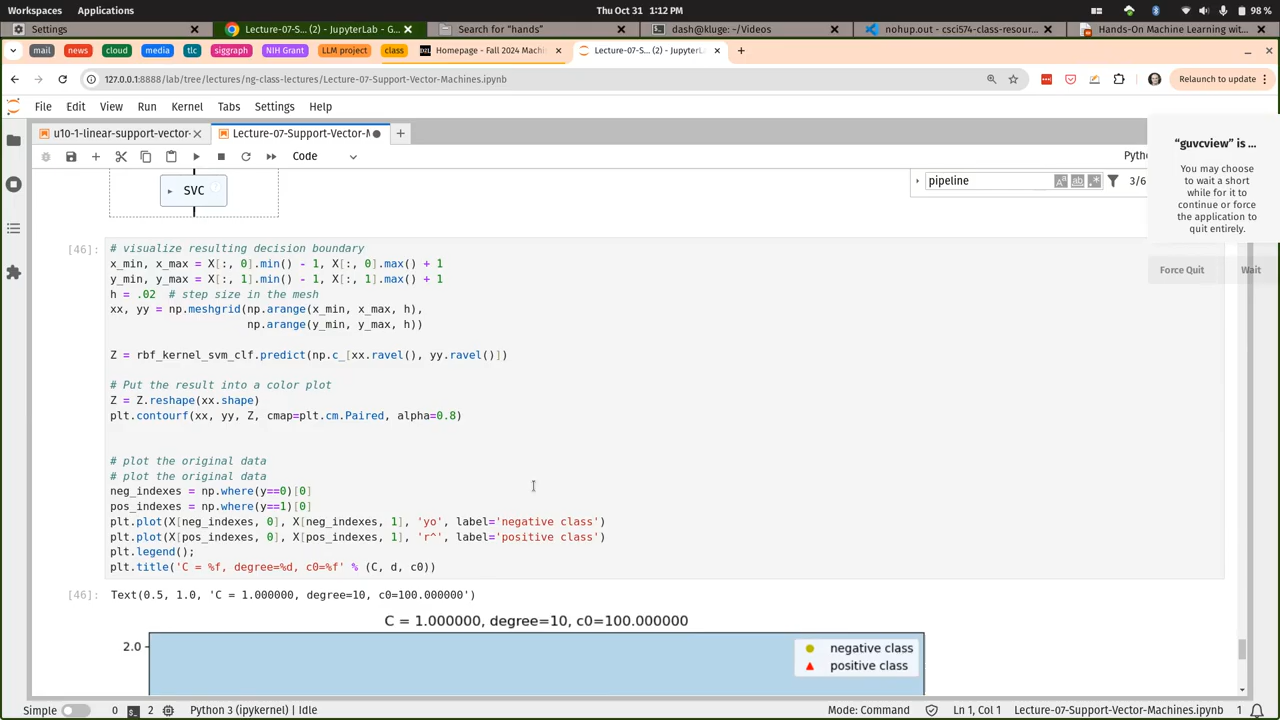 Workspaces Applications Thu Oct 31 1:12 PM 98 %
Settings Lecture-07-S... (2) - JupyterLab - G... Search for “hands” dash@kluge: ~/Videos nohup.out - csci574-class-resour... Hands-On Machine Learning wit...
mail news cloud media tlc siggraph NIH Grant LLM project class Homepage - Fall 2024 Machin Lecture-07-S... (2) - JupyterL
127.0.0.1:8888/lab/tree/lectures/ng-class-lectures/Lecture-07-Support-Vector-Machines.ipynb Relaunch to update
File Edit View Run Kernel Tabs Settings Help
u10-1-linear-support-vector- Lecture-07-Support-Vector-M
“guvcview” is ...
You may choose
to wait a short
while for it to
continue or force
the application to
quit entirely.
Force Quit Wait
Code Pyth
SVC pipeline 3/6
[46]: # visualize resulting decision boundary
x_min, x_max = X[:, 0].min() - 1, X[:, 0].max() + 1
y_min, y_max = X[:, 1].min() - 1, X[:, 1].max() + 1
h = .02 # step size in the mesh
xx, yy = np.meshgrid(np.arange(x_min, x_max, h),
np.arange(y_min, y_max, h))
Z = rbf_kernel_svm_clf.predict(np.c_[xx.ravel(), yy.ravel()])
# Put the result into a color plot
Z = Z.reshape(xx.shape)
plt.contourf(xx, yy, Z, cmap=plt.cm.Paired, alpha=0.8)
# plot the original data
# plot the original data
neg_indexes = np.where(y==0)[0]
pos_indexes = np.where(y==1)[0]
plt.plot(X[neg_indexes, 0], X[neg_indexes, 1], 'yo', label='negative class')
plt.plot(X[pos_indexes, 0], X[pos_indexes, 1], 'r^', label='positive class')
plt.legend();
plt.title('C = %f, degree=%d, c0=%f' % (C, d, c0))
[46]: Text(0.5, 1.0, 'C = 1.000000, degree=10, c0=100.000000')
C = 1.000000, degree=10, c0=100.000000
2.0
negative class
positive class
Simple 0 2 Python 3 (ipykernel) | Idle Mode: Command Ln 1, Col 1 Lecture-07-Support-Vector-Machines.ipynb 1